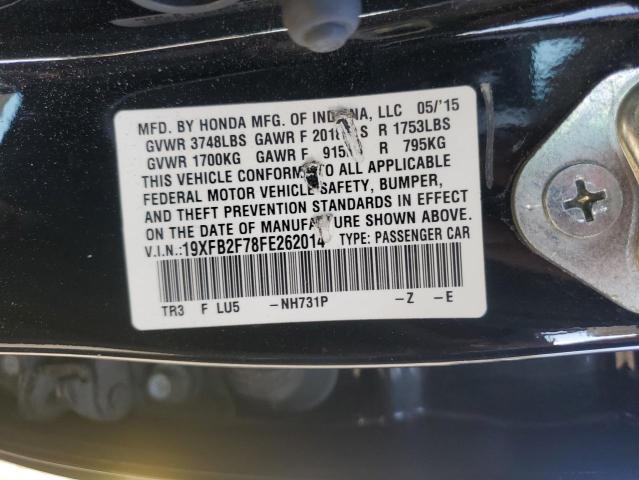 MFD. BY HONDA MFG. OF INDIANA, LLC 05/'15
GVWR 3748LBS GAWR F 2018LBS R 1753LBS
GVWR 1700KG GAWR F 915KG R 795KG
THIS VEHICLE CONFORMS TO ALL APPLICABLE
FEDERAL MOTOR VEHICLE SAFETY, BUMPER,
AND THEFT PREVENTION STANDARDS IN EFFECT
ON THE DATE OF MANUFACTURE SHOWN ABOVE.
V.I.N.:19XFB2F78FE262014 TYPE: PASSENGER CAR
TR3 F LU5 -NH731P -Z -E